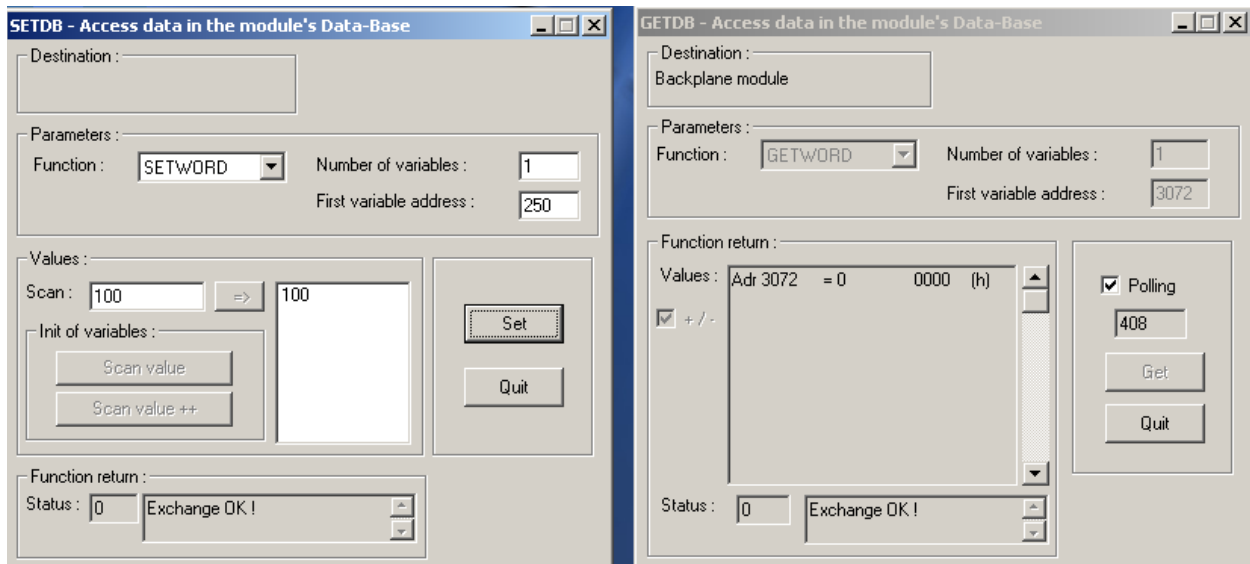 SETDB - Access data in the module's Data-Base
Destination :
Parameters :
Function : SETWORD Number of variables : 1
First variable address : 250
Values :
Scan : 100 => 100
Init of variables :
Scan value
Scan value ++
Set
Quit
Function return :
Status : 0 Exchange OK !
GETDB - Access data in the module's Data-Base
Destination :
Backplane module
Parameters :
Function : GETWORD Number of variables : 1
First variable address : 3072
Function return :
Values : Adr 3072 = 0 0000 (h)
+ / -
Polling
408
Get
Quit
Status : 0 Exchange OK !